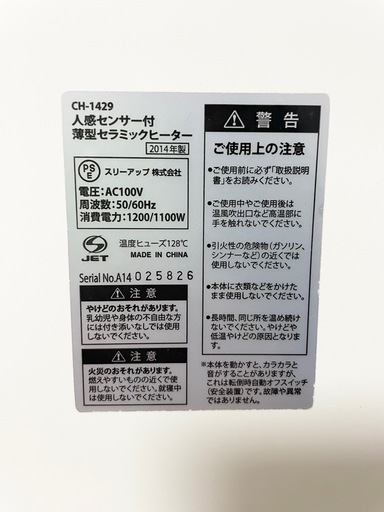 CH-1429
人感センサー付
薄型セラミックヒーター
2014年製
PS
E
スリーアップ 株式会社
電圧:AC100V
周波数:50/60Hz
消費電力:1200/1100W
JET
温度ヒューズ128℃
MADE IN CHINA
Serial No.A14 025826
注意
やけどのおそれがあります。
乳幼児や身体の不自由な方に
は付き添いなしでは使用しな
いでください。
注意
火災のおそれがあります。
燃えやすいものの近くで使
用しないでください。就寝中
は使用しないでください。
警告
ご使用上の注意
•ご使用前に必ず「取扱説明
書」をお読みください。
•ご使用中やご使用後は
温風吹出口など高温部に
手を触れないでください。
•引火性の危険物(ガソリン、
シンナーなど)の近くでは
使用しないでください。
•本体に衣類などをかけた
まま使用しないでください。
•長時間、同じ所を温め続け
ないでください。やけどや
低温やけどの原因となりま
す。
※本体を動かすと、カラカラと
音がすることがありますが、
これは転倒時自動オフスイッチ
(安全装置)です。故障や異常
ではありません。